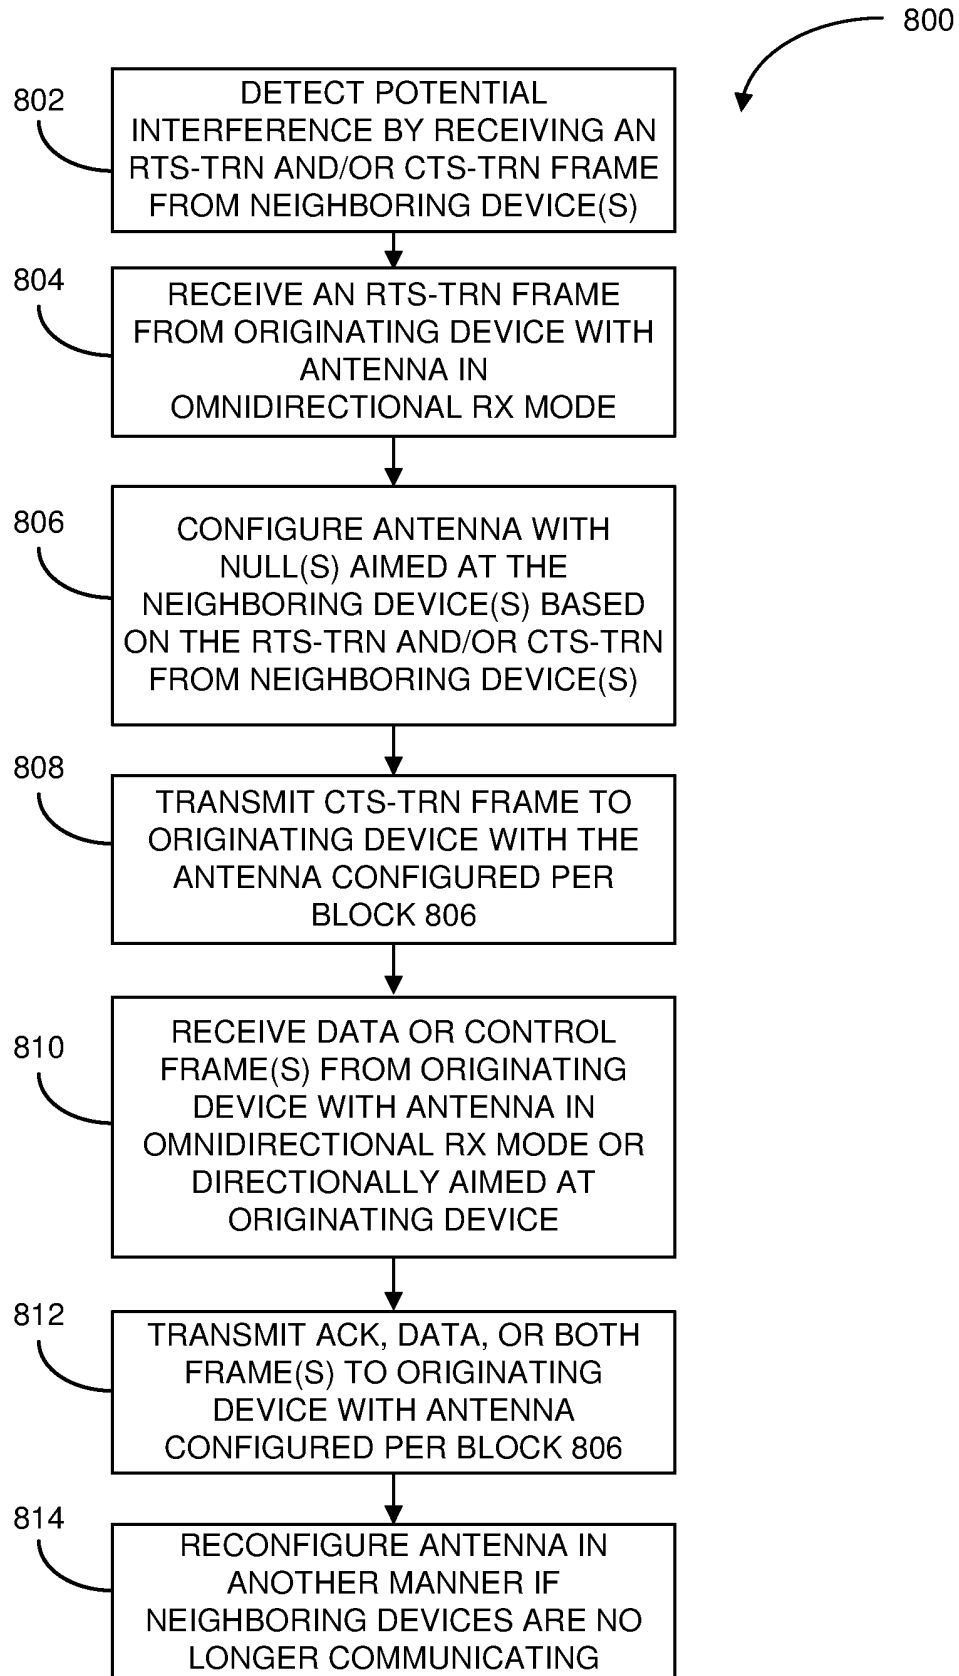 800
802
DETECT POTENTIAL
INTERFERENCE BY RECEIVING AN
RTS-TRN AND/OR CTS-TRN FRAME
FROM NEIGHBORING DEVICE(S)
804
RECEIVE AN RTS-TRN FRAME
FROM ORIGINATING DEVICE WITH
ANTENNA IN
OMNIDIRECTIONAL RX MODE
806
CONFIGURE ANTENNA WITH
NULL(S) AIMED AT THE
NEIGHBORING DEVICE(S) BASED
ON THE RTS-TRN AND/OR CTS-TRN
FROM NEIGHBORING DEVICE(S)
808
TRANSMIT CTS-TRN FRAME TO
ORIGINATING DEVICE WITH THE
ANTENNA CONFIGURED PER
BLOCK 806
810
RECEIVE DATA OR CONTROL
FRAME(S) FROM ORIGINATING
DEVICE WITH ANTENNA IN
OMNIDIRECTIONAL RX MODE OR
DIRECTIONALLY AIMED AT
ORIGINATING DEVICE
812
TRANSMIT ACK, DATA, OR BOTH
FRAME(S) TO ORIGINATING
DEVICE WITH ANTENNA
CONFIGURED PER BLOCK 806
814
RECONFIGURE ANTENNA IN
ANOTHER MANNER IF
NEIGHBORING DEVICES ARE NO
LONGER COMMUNICATING